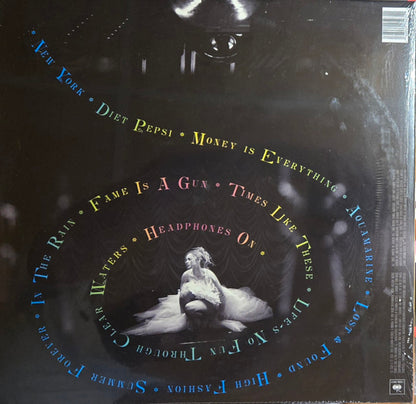 • New York • Diet Pepsi • Money is Everything • Aquamarine • Lost & Found • High Fashion • Summer Forever • In The Rain • Fame Is A Gun • Times Like These • Life's No Fun Through Clear Waters • Headphones On •